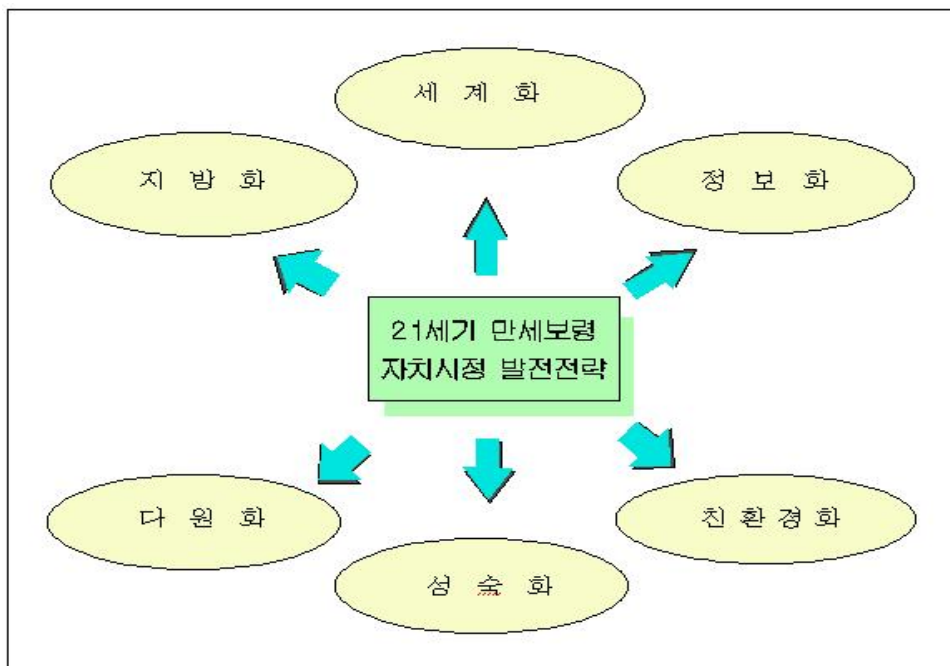 세 계 화
지 방 화
정 보 화
21세기 만세보령
자치시정 발전전략
다 원 화
친 환 경 화
성 숙 화